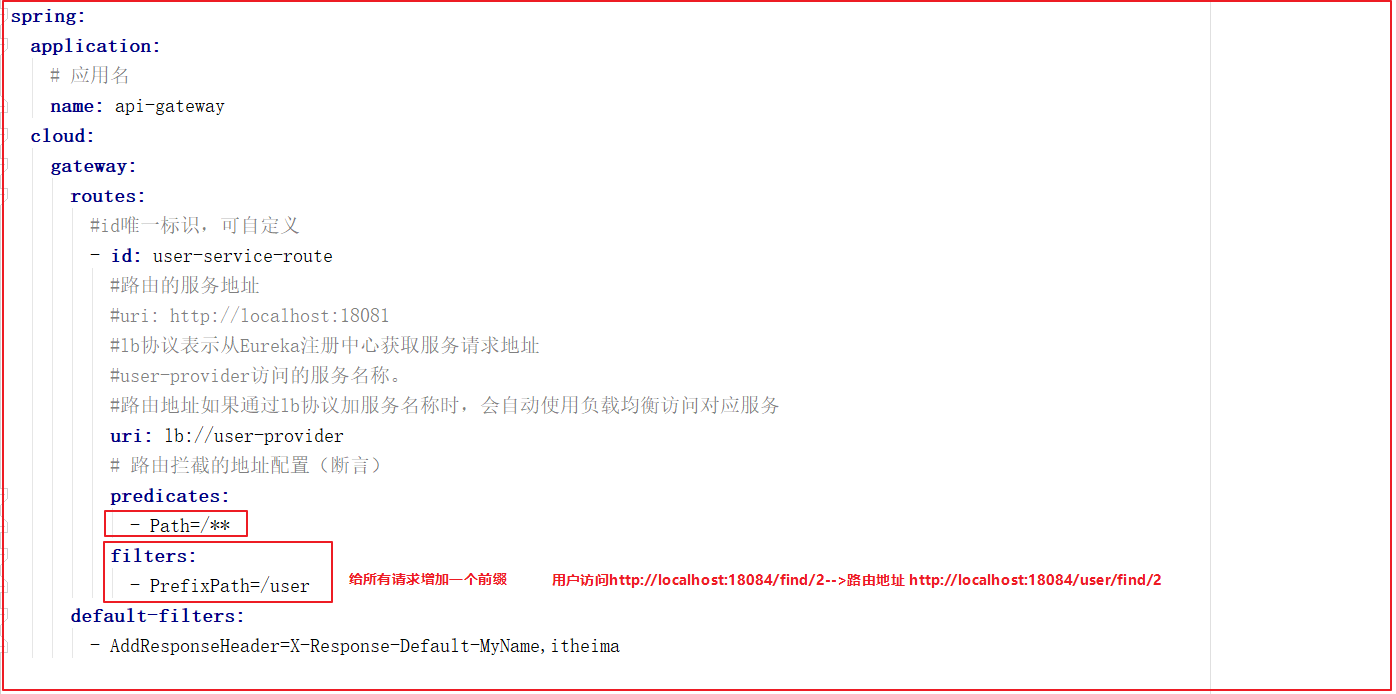 spring:
application:
# 应用名
name: api-gateway
cloud:
gateway:
routes:
#id唯一标识，可自定义
- id: user-service-route
#路由的服务地址
#uri: http://localhost:18081
#lb协议表示从Eureka注册中心获取服务请求地址
#user-provider访问的服务名称。
#路由地址如果通过lb协议加服务名称时，会自动使用负载均衡访问对应服务
uri: lb://user-provider
# 路由拦截的地址配置（断言）
predicates:
- Path=/**
filters:
- PrefixPath=/user 给所有请求增加一个前缀 用户访问http://localhost:18084/find/2-->路由地址 http://localhost:18084/user/find/2
default-filters:
- AddResponseHeader=X-Response-Default-MyName,itheima